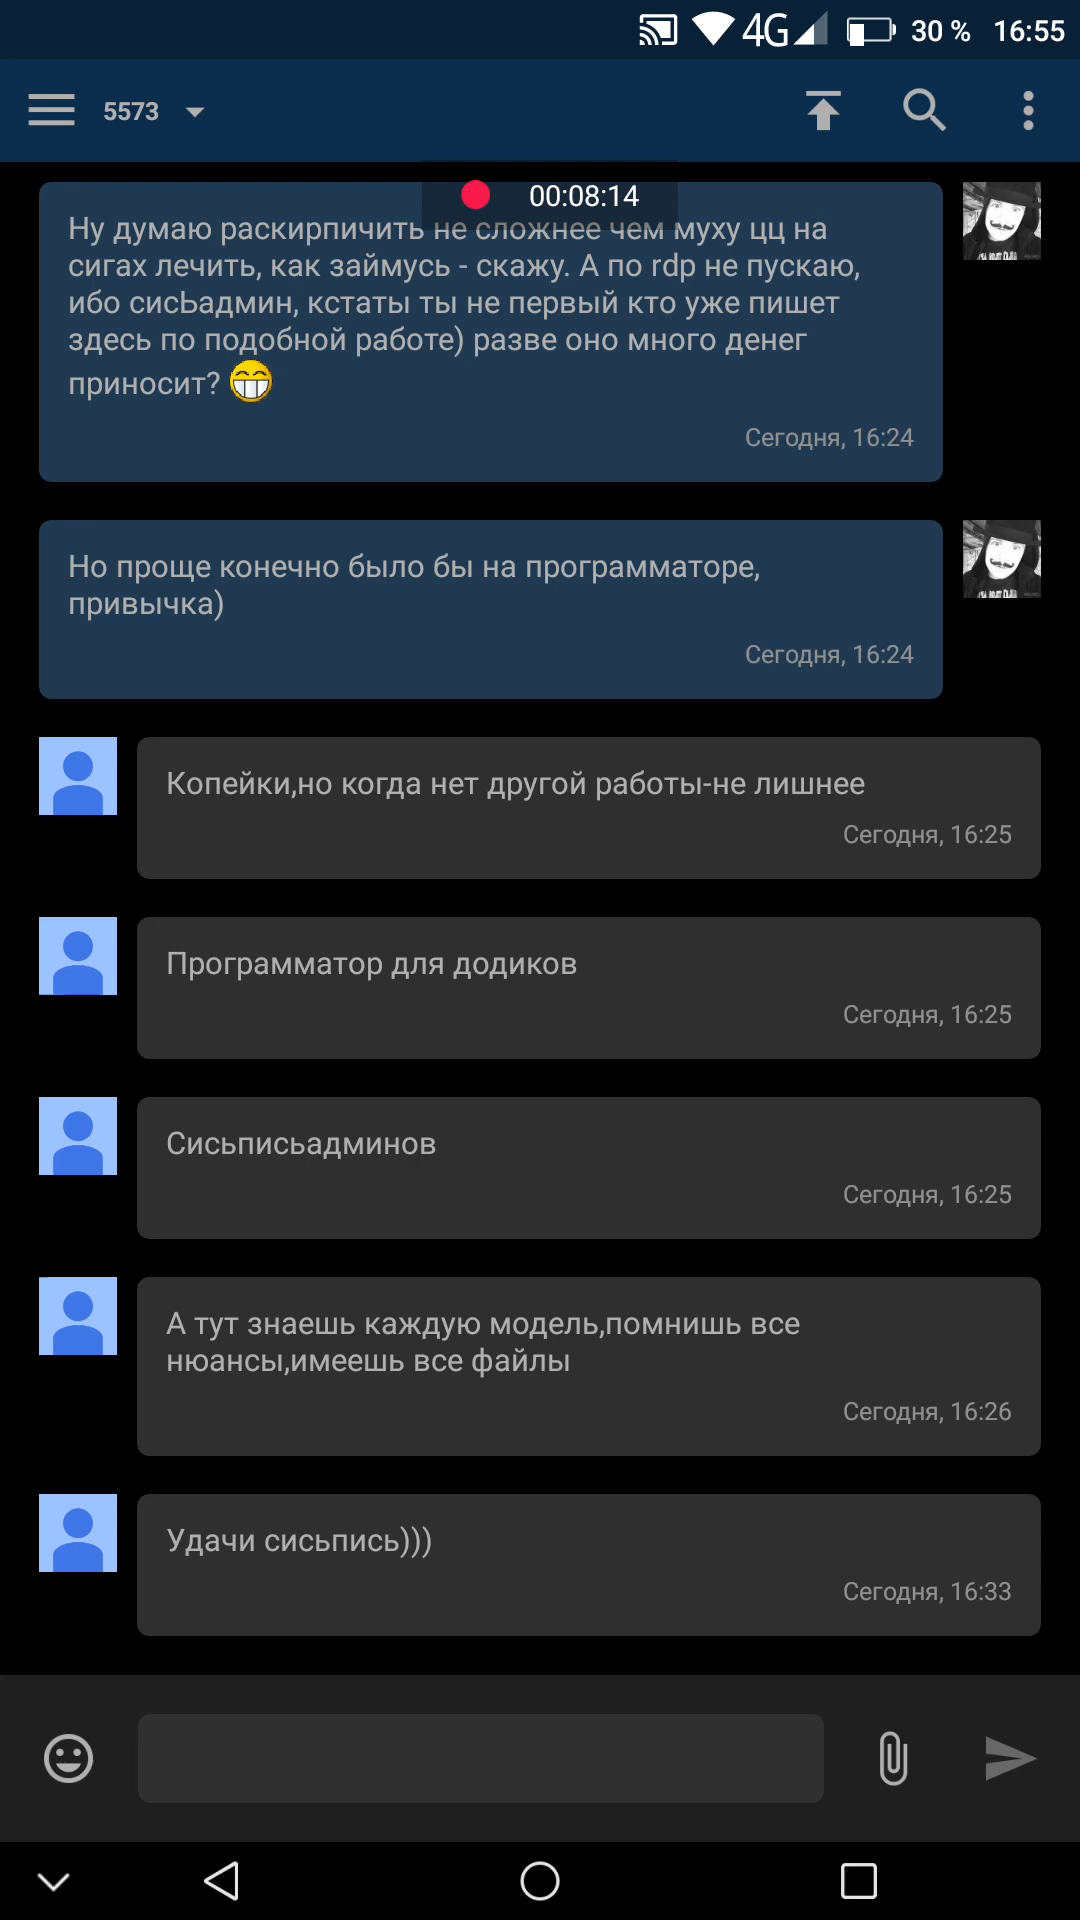 4G 30 % 16:55
5573
00:08:14
Ну думаю раскирпичить не сложнее чем муху цц на
сигах лечить, как займусь - скажу. А по rdp не пускаю,
ибо сисЬадмин, кстаты ты не первый кто уже пишет
здесь по подобной работе) разве оно много денег
приносит?
Сегодня, 16:24
Но проще конечно было бы на программаторе,
привычка)
Сегодня, 16:24
Копейки,но когда нет другой работы-не лишнее
Сегодня, 16:25
Программатор для додиков
Сегодня, 16:25
Сисьписьадминов
Сегодня, 16:25
А тут знаешь каждую модель,помнишь все
нюансы,имеешь все файлы
Сегодня, 16:26
Удачи сисьпись)))
Сегодня, 16:33